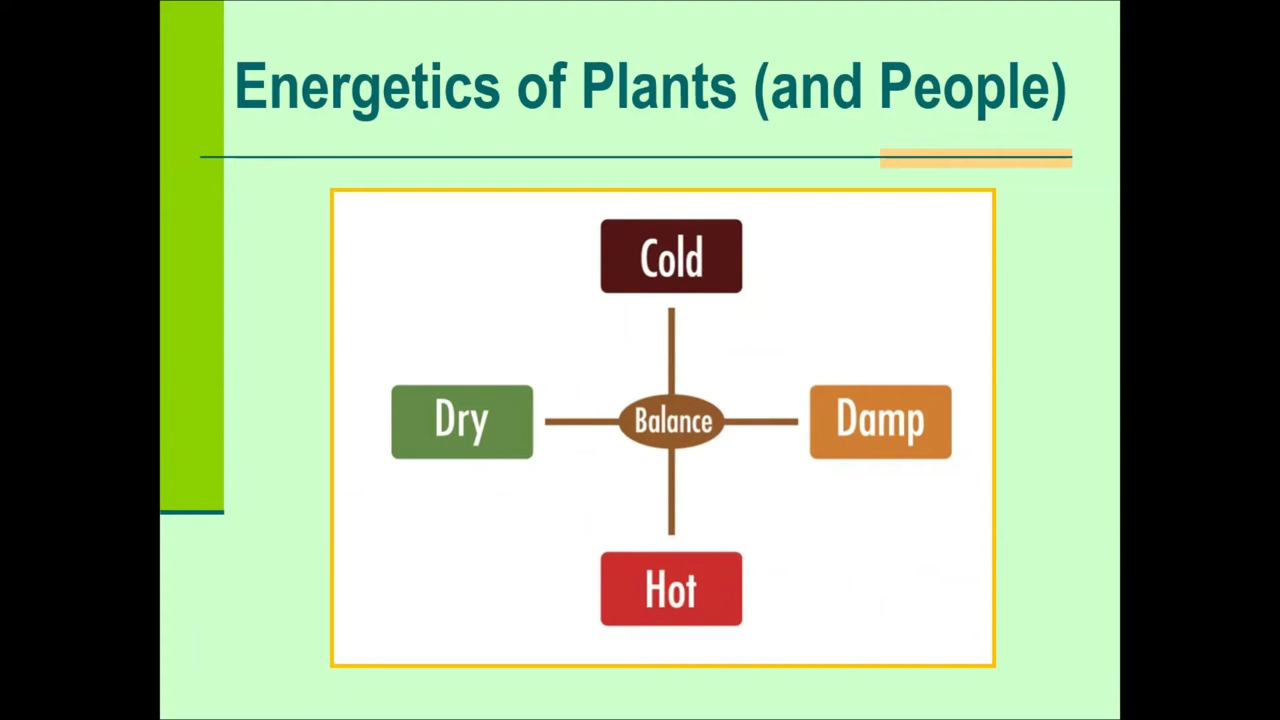 Energetics of Plants (and People)
Cold
Dry
Balance
Damp
Hot